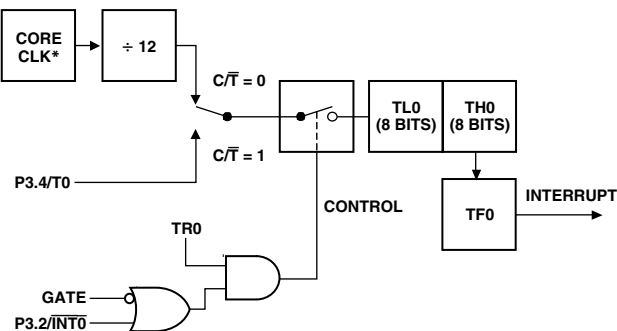 CORE
CLK*
÷ 12
C/T̅ = 0
TL0
(8 BITS)
TH0
(8 BITS)
C/T̅ = 1
P3.4/T0
INTERRUPT
CONTROL
TF0
TR0
GATE
P3.2/I̅N̅T̅0̅